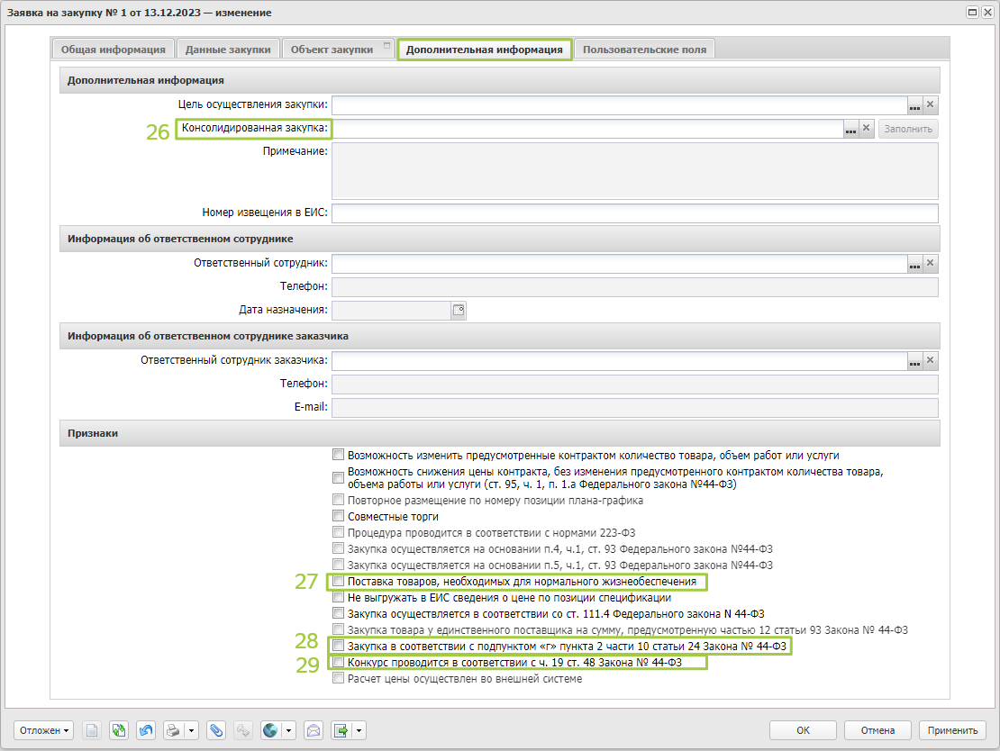 Заявка на закупку № 1 от 13.12.2023 — изменение
Общая информация
Данные закупки
Объект закупки
Дополнительная информация
Пользовательские поля
Дополнительная информация
Цель осуществления закупки:
26
Консолидированная закупка:
Заполнить
Примечание:
Номер извещения в ЕИС:
Информация об ответственном сотруднике
Ответственный сотрудник:
Телефон:
Дата назначения:
Информация об ответственном сотруднике заказчика
Ответственный сотрудник заказчика:
Телефон:
E-mail:
Признаки
Возможность изменить предусмотренные контрактом количество товара, объем работ или услуги
Возможность снижения цены контракта, без изменения предусмотренного контрактом количества товара,
объема работы или услуги (ст. 95, ч. 1, п. 1.а Федерального закона №44-ФЗ)
Повторное размещение по номеру позиции плана-графика
Совместные торги
Процедура проводится в соответствии с нормами 223-ФЗ
Закупка осуществляется на основании п.4, ч.1, ст. 93 Федерального закона №44-ФЗ
Закупка осуществляется на основании п.5, ч.1, ст. 93 Федерального закона №44-ФЗ
27
Поставка товаров, необходимых для нормального жизнеобеспечения
Не выгружать в ЕИС сведения о цене по позиции спецификации
Закупка осуществляется в соответствии со ст. 111.4 Федерального закона N 44-ФЗ
Закупка товара у единственного поставщика на сумму, предусмотренную частью 12 статьи 93 Закона № 44-ФЗ
28
Закупка в соответствии с подпунктом «г» пункта 2 части 10 статьи 24 Закона № 44-ФЗ
29
Конкурс проводится в соответствии с ч. 19 ст. 48 Закона № 44-ФЗ
Расчет цены осуществлен во внешней системе
Отложен
ОК
Отмена
Применить